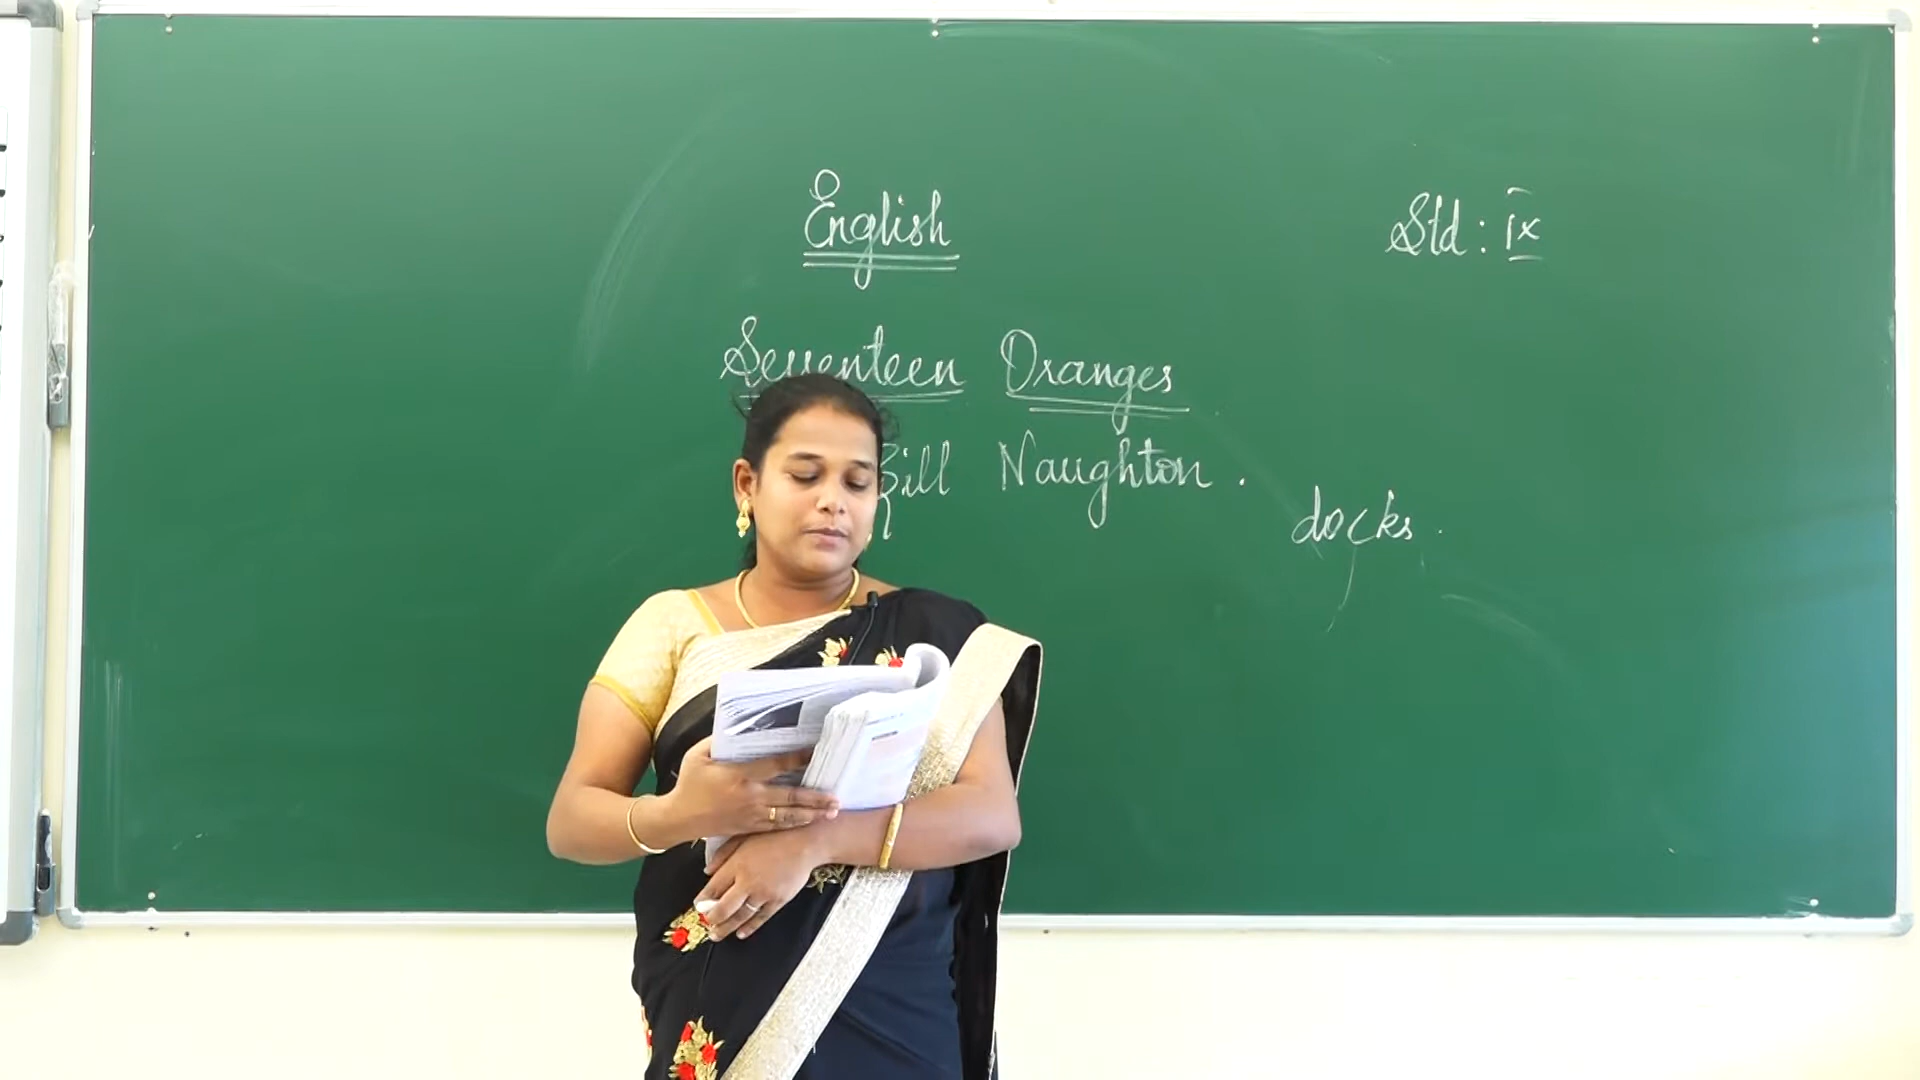 English
Std: IX
Seventeen Oranges
Bill Naughton.
docks.